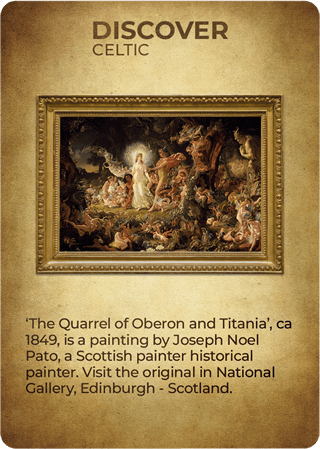 DISCOVER
CELTIC
‘The Quarrel of Oberon and Titania’, ca
1849, is a painting by Joseph Noel
Pato, a Scottish painter historical
painter. Visit the original in National
Gallery, Edinburgh - Scotland.